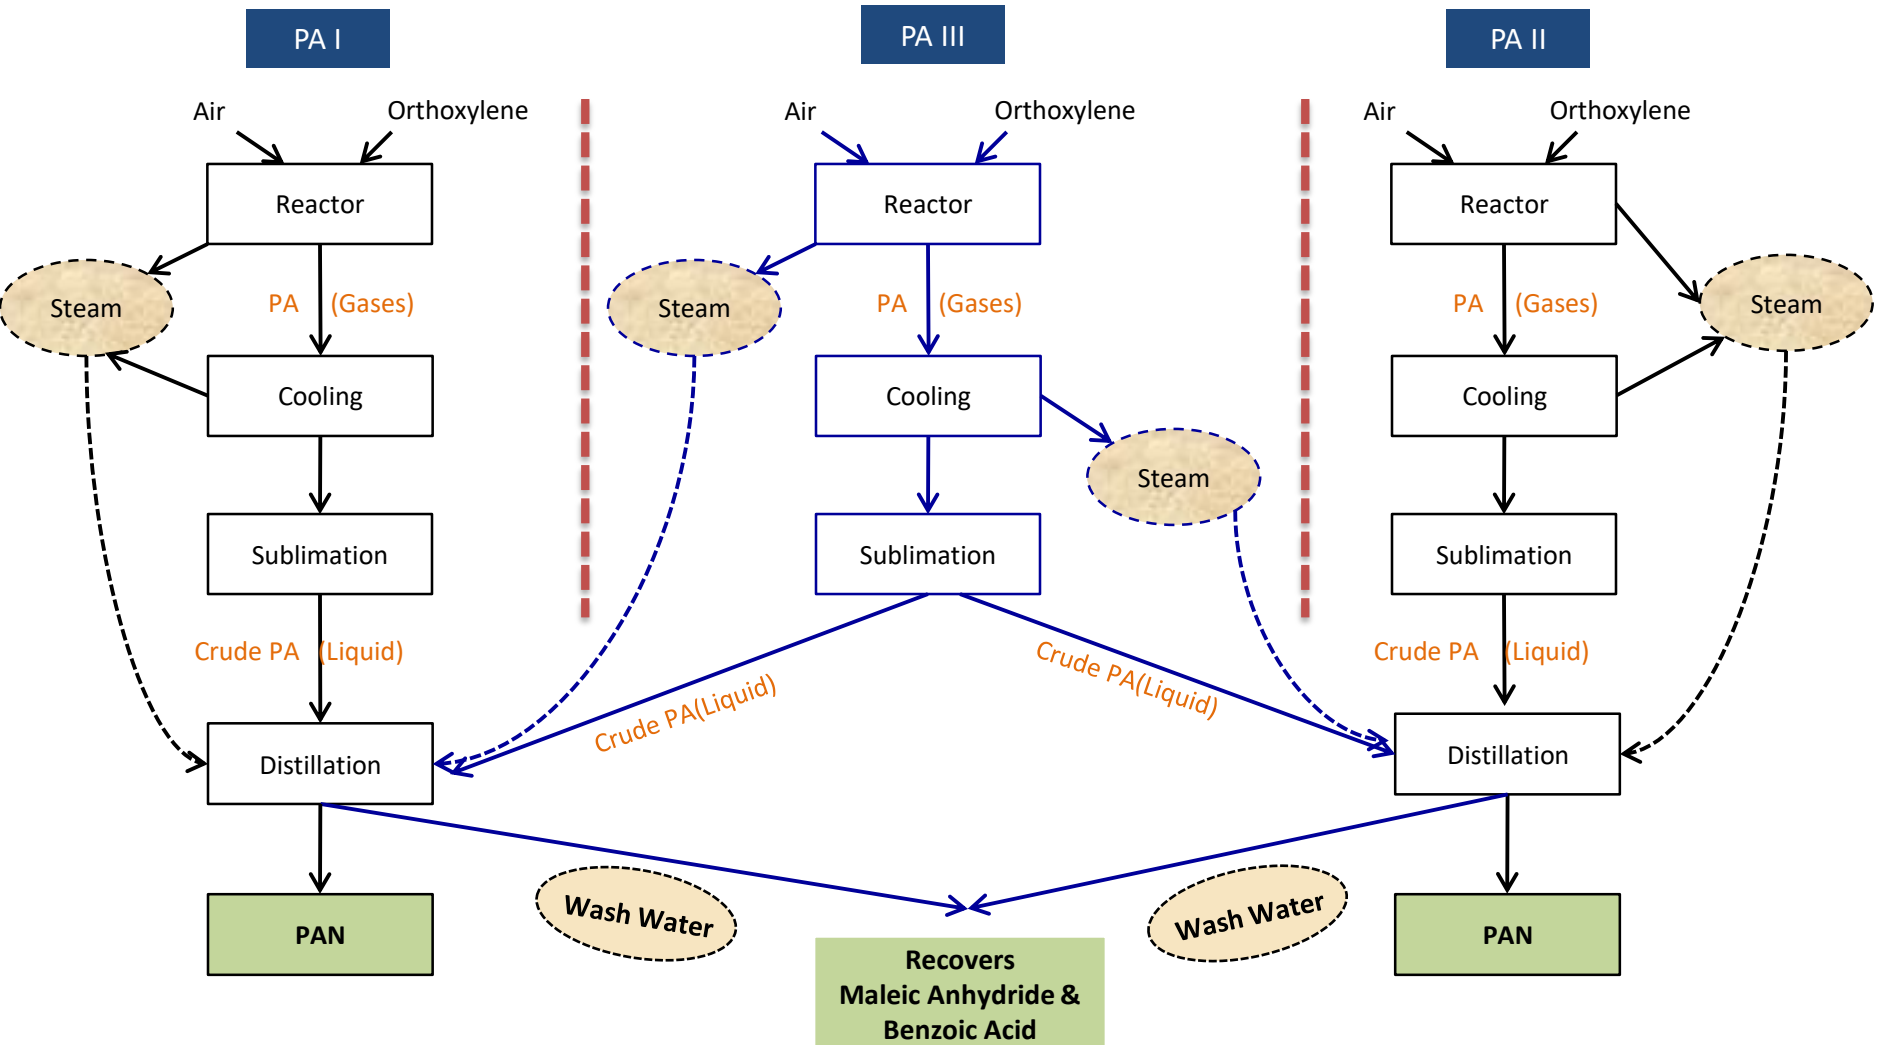 PA I
PA III
PA II
Air
Orthoxylene
Air
Orthoxylene
Air
Orthoxylene
Reactor
Reactor
Reactor
Steam
PA (Gases)
Steam
PA (Gases)
PA (Gases)
Steam
Cooling
Cooling
Cooling
Steam
Sublimation
Sublimation
Sublimation
Crude PA (Liquid)
Crude PA(Liquid)
Crude PA(Liquid)
Crude PA (Liquid)
Distillation
Distillation
Wash Water
Wash Water
PAN
PAN
Recovers
Maleic Anhydride &
Benzoic Acid